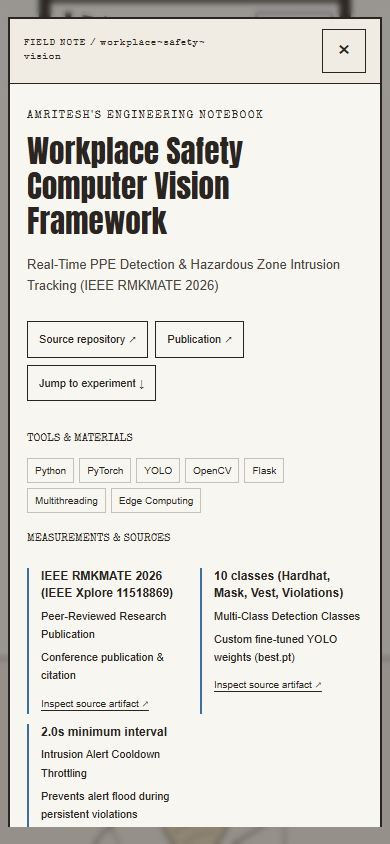 FIELD NOTE / workplace-safety-
vision
×
AMRITESH'S ENGINEERING NOTEBOOK
Workplace Safety
Computer Vision
Framework
Real-Time PPE Detection & Hazardous Zone Intrusion
Tracking (IEEE RMKMATE 2026)
Source repository ↗
Publication ↗
Jump to experiment ↓
TOOLS & MATERIALS
Python
PyTorch
YOLO
OpenCV
Flask
Multithreading
Edge Computing
MEASUREMENTS & SOURCES
IEEE RMKMATE 2026
(IEEE Xplore 11518869)
Peer-Reviewed Research
Publication
Conference publication &
citation
Inspect source artifact ↗
10 classes (Hardhat,
Mask, Vest, Violations)
Multi-Class Detection Classes
Custom fine-tuned YOLO
weights (best.pt)
Inspect source artifact ↗
2.0s minimum interval
Intrusion Alert Cooldown
Throttling
Prevents alert flood during
persistent violations